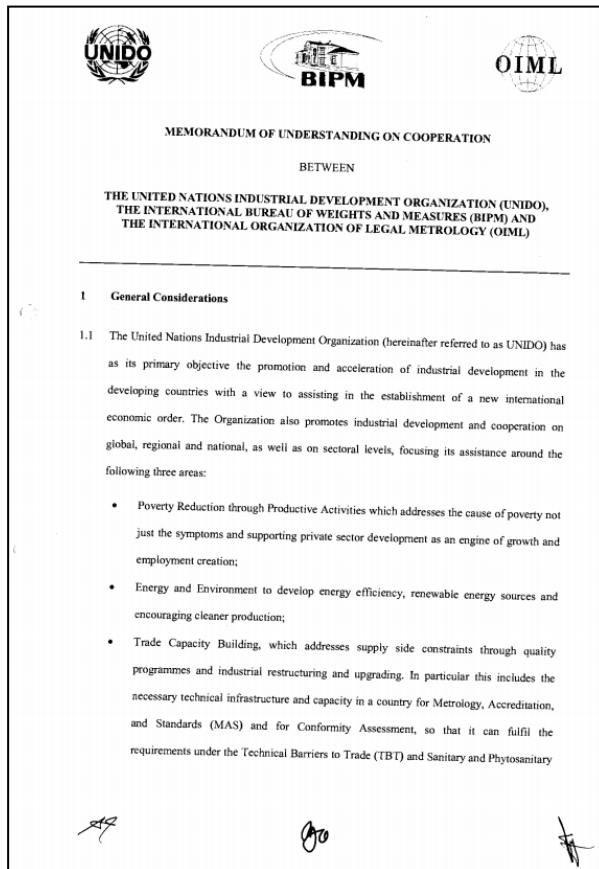 UNIDO
BIPM
OIML
MEMORANDUM OF UNDERSTANDING ON COOPERATION
BETWEEN
THE UNITED NATIONS INDUSTRIAL DEVELOPMENT ORGANIZATION (UNIDO),
THE INTERNATIONAL BUREAU OF WEIGHTS AND MEASURES (BIPM) AND
THE INTERNATIONAL ORGANIZATION OF LEGAL METROLOGY (OIML)
1 General Considerations
1.1 The United Nations Industrial Development Organization (hereinafter referred to as UNIDO) has
as its primary objective the promotion and acceleration of industrial development in the
developing countries with a view to assisting in the establishment of a new international
economic order. The Organization also promotes industrial development and cooperation on
global, regional and national, as well as on sectoral levels, focusing its assistance around the
following three areas:
• Poverty Reduction through Productive Activities which addresses the cause of poverty not
just the symptoms and supporting private sector development as an engine of growth and
employment creation;
• Energy and Environment to develop energy efficiency, renewable energy sources and
encouraging cleaner production;
• Trade Capacity Building, which addresses supply side constraints through quality
programmes and industrial restructuring and upgrading. In particular this includes the
necessary technical infrastructure and capacity in a country for Metrology, Accreditation,
and Standards (MAS) and for Conformity Assessment, so that it can fulfil the
requirements under the Technical Barriers to Trade (TBT) and Sanitary and Phytosanitary